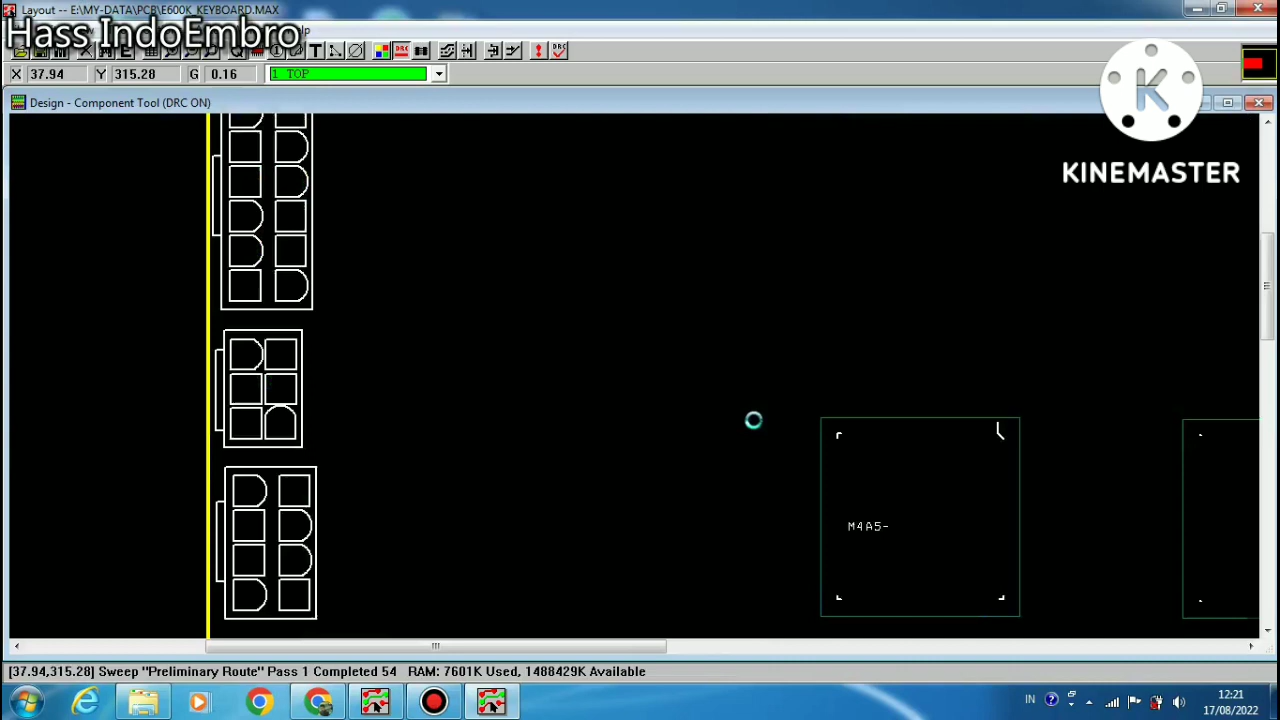 Layout -- E:\MY-DATA\PCB\E600K_KEYBOARD.MAX
Hass IndoEmbro
X 37.94 Y 315.28 G 0.16 1 TOP
Design - Component Tool (DRC ON)
K
KINEMASTER
M4A5-
[37.94,315.28] Sweep "Preliminary Route" Pass 1 Completed 54 RAM: 7601K Used, 1488429K Available
IN
12:21
17/08/2022